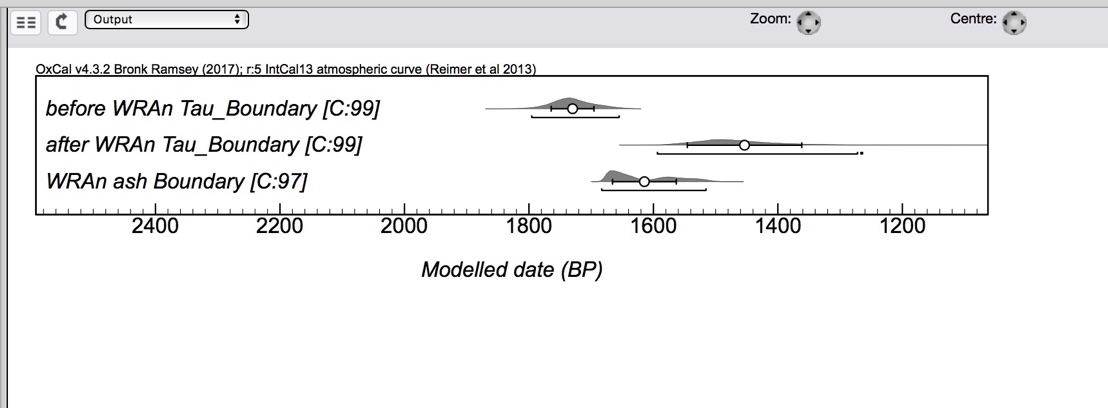 Output
Zoom:
Centre:
OxCal v4.3.2 Bronk Ramsey (2017); r:5 IntCal13 atmospheric curve (Reimer et al 2013)
before WRAn Tau_Boundary [C:99]
after WRAn Tau_Boundary [C:99]
WRAn ash Boundary [C:97]
2400 2200 2000 1800 1600 1400 1200
Modelled date (BP)